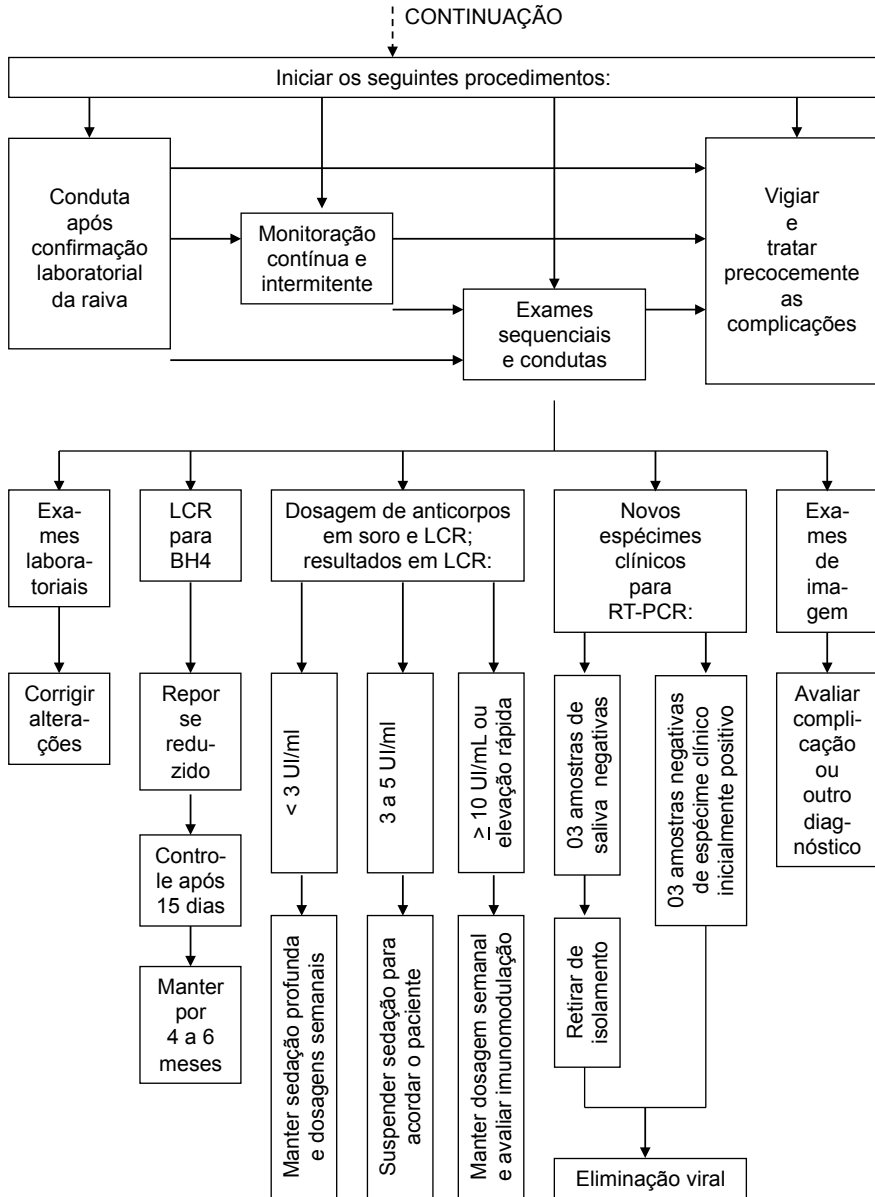 CONTINUAÇÃO
Iniciar os seguintes procedimentos:
Conduta
após
confirmação
laboratorial
da raiva
Monitoração
contínua e
intermitente
Exames
sequenciais
e condutas
Vigiar
e
tratar
precocemente
as
complicações
Exa-
mes
labora-
toriais
LCR
para
BH4
Dosagem de anticorpos
em soro e LCR;
resultados em LCR:
Novos
espécimes
clínicos
para
RT-PCR:
Exa-
mes
de
ima-
gem
Corrigir
altera-
ções
Repor
se
redu-
zido
< 3 UI/ml
3 a 5 UI/ml
≥ 10 UI/mL ou
elevação rápida
03 amostras de
saliva negativas
03 amostras negativas
de espécime clínico
inicialmente positivo
Avaliar
compli-
cação
ou
outro
diag-
nóstico
Contro-
le após
15 dias
Manter
por
4 a 6
meses
Manter sedação profunda
e dosagens semanais
Suspender sedação para
acordar o paciente
Manter dosagem semanal
e avaliar imunomodulação
Retirar de
isolamento
Eliminação viral